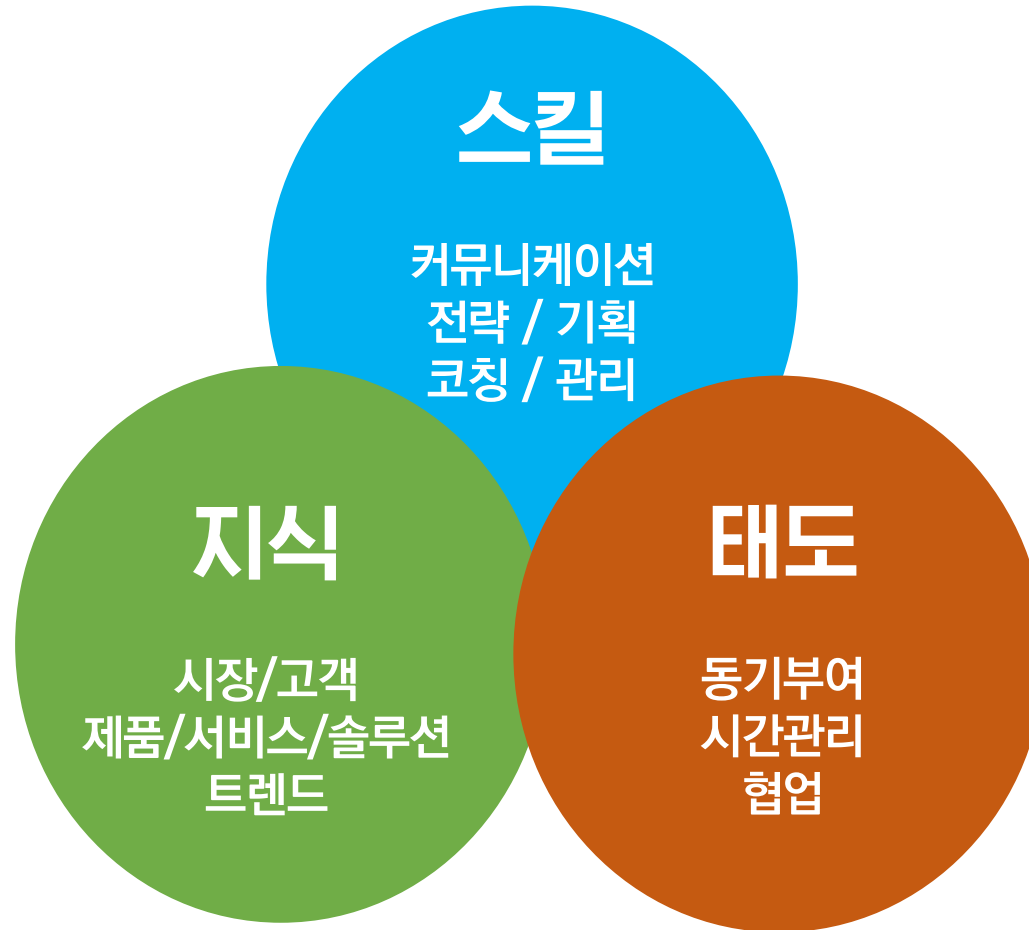 스킬
커뮤니케이션
전략 / 기획
코칭 / 관리
지식
시장/고객
제품/서비스/솔루션
트렌드
태도
동기부여
시간관리
협업